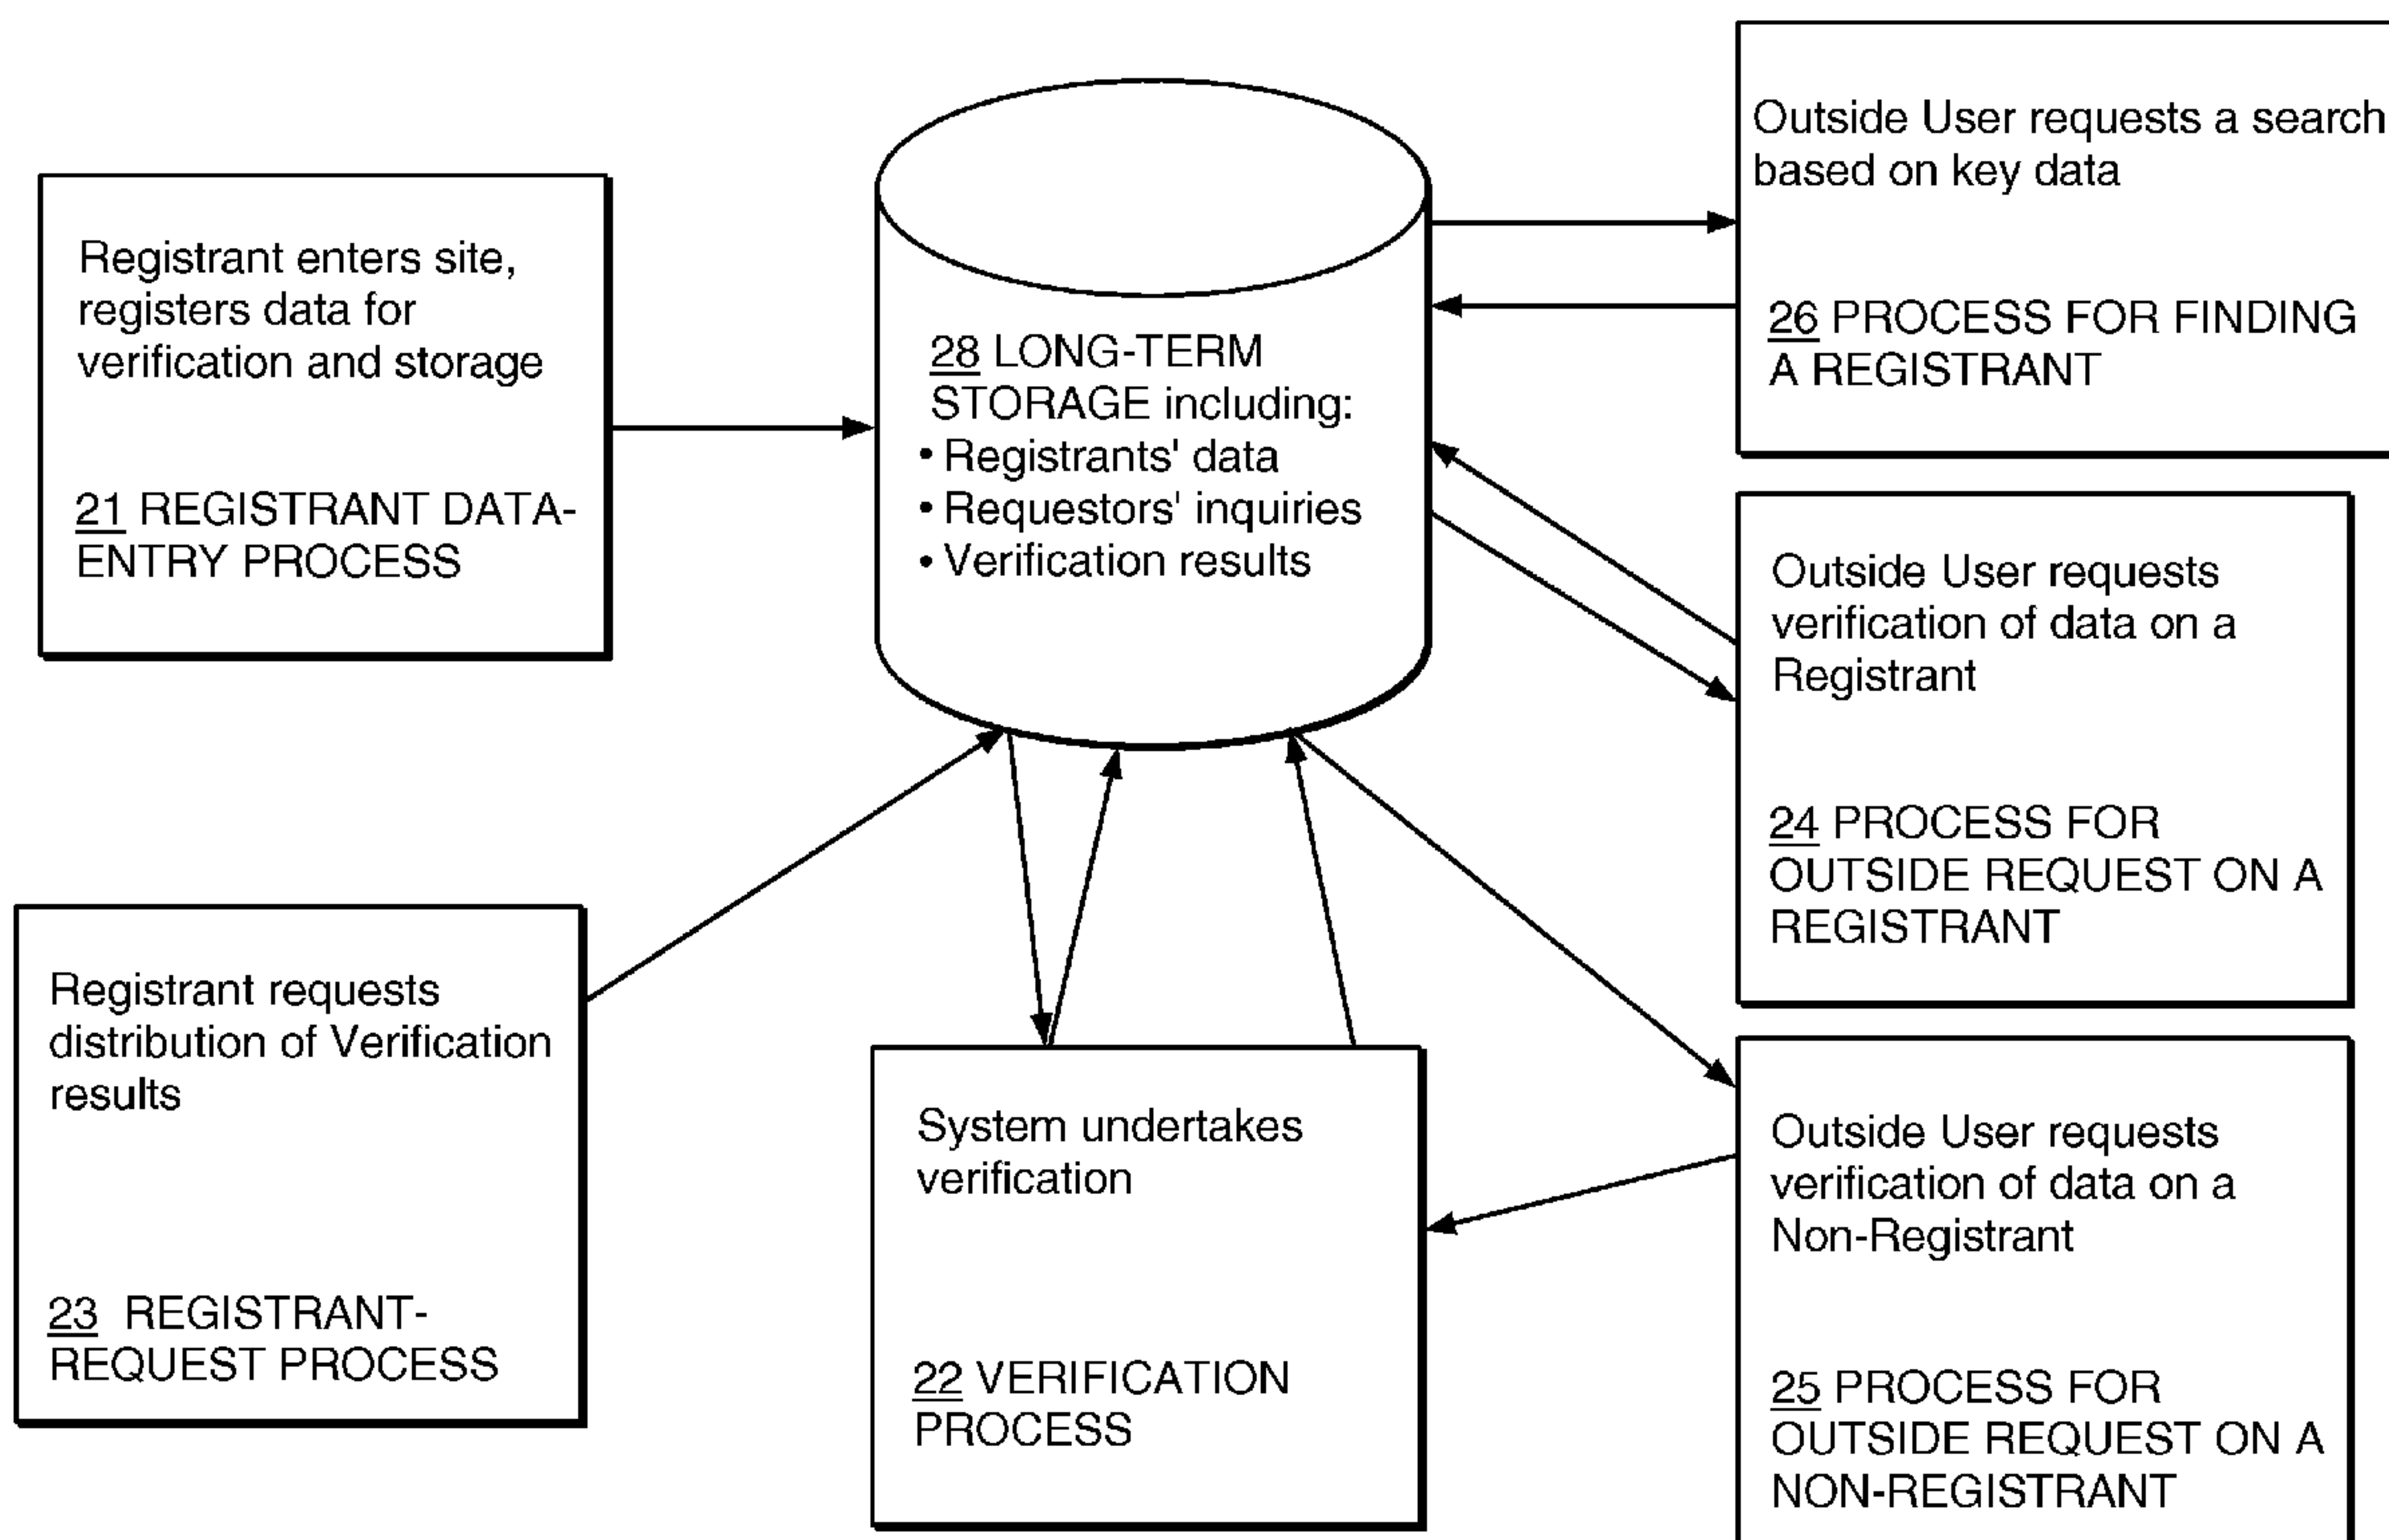 Registrant enters site,
registers data for
verification and storage
21 REGISTRANT DATA-
ENTRY PROCESS
28 LONG-TERM
STORAGE including:
• Registrants' data
• Requestors' inquiries
• Verification results
Outside User requests a search
based on key data
26 PROCESS FOR FINDING
A REGISTRANT
Outside User requests
verification of data on a
Registrant
24 PROCESS FOR
OUTSIDE REQUEST ON A
REGISTRANT
Registrant requests
distribution of Verification
results
23 REGISTRANT-
REQUEST PROCESS
System undertakes
verification
22 VERIFICATION
PROCESS
Outside User requests
verification of data on a
Non-Registrant
25 PROCESS FOR
OUTSIDE REQUEST ON A
NON-REGISTRANT